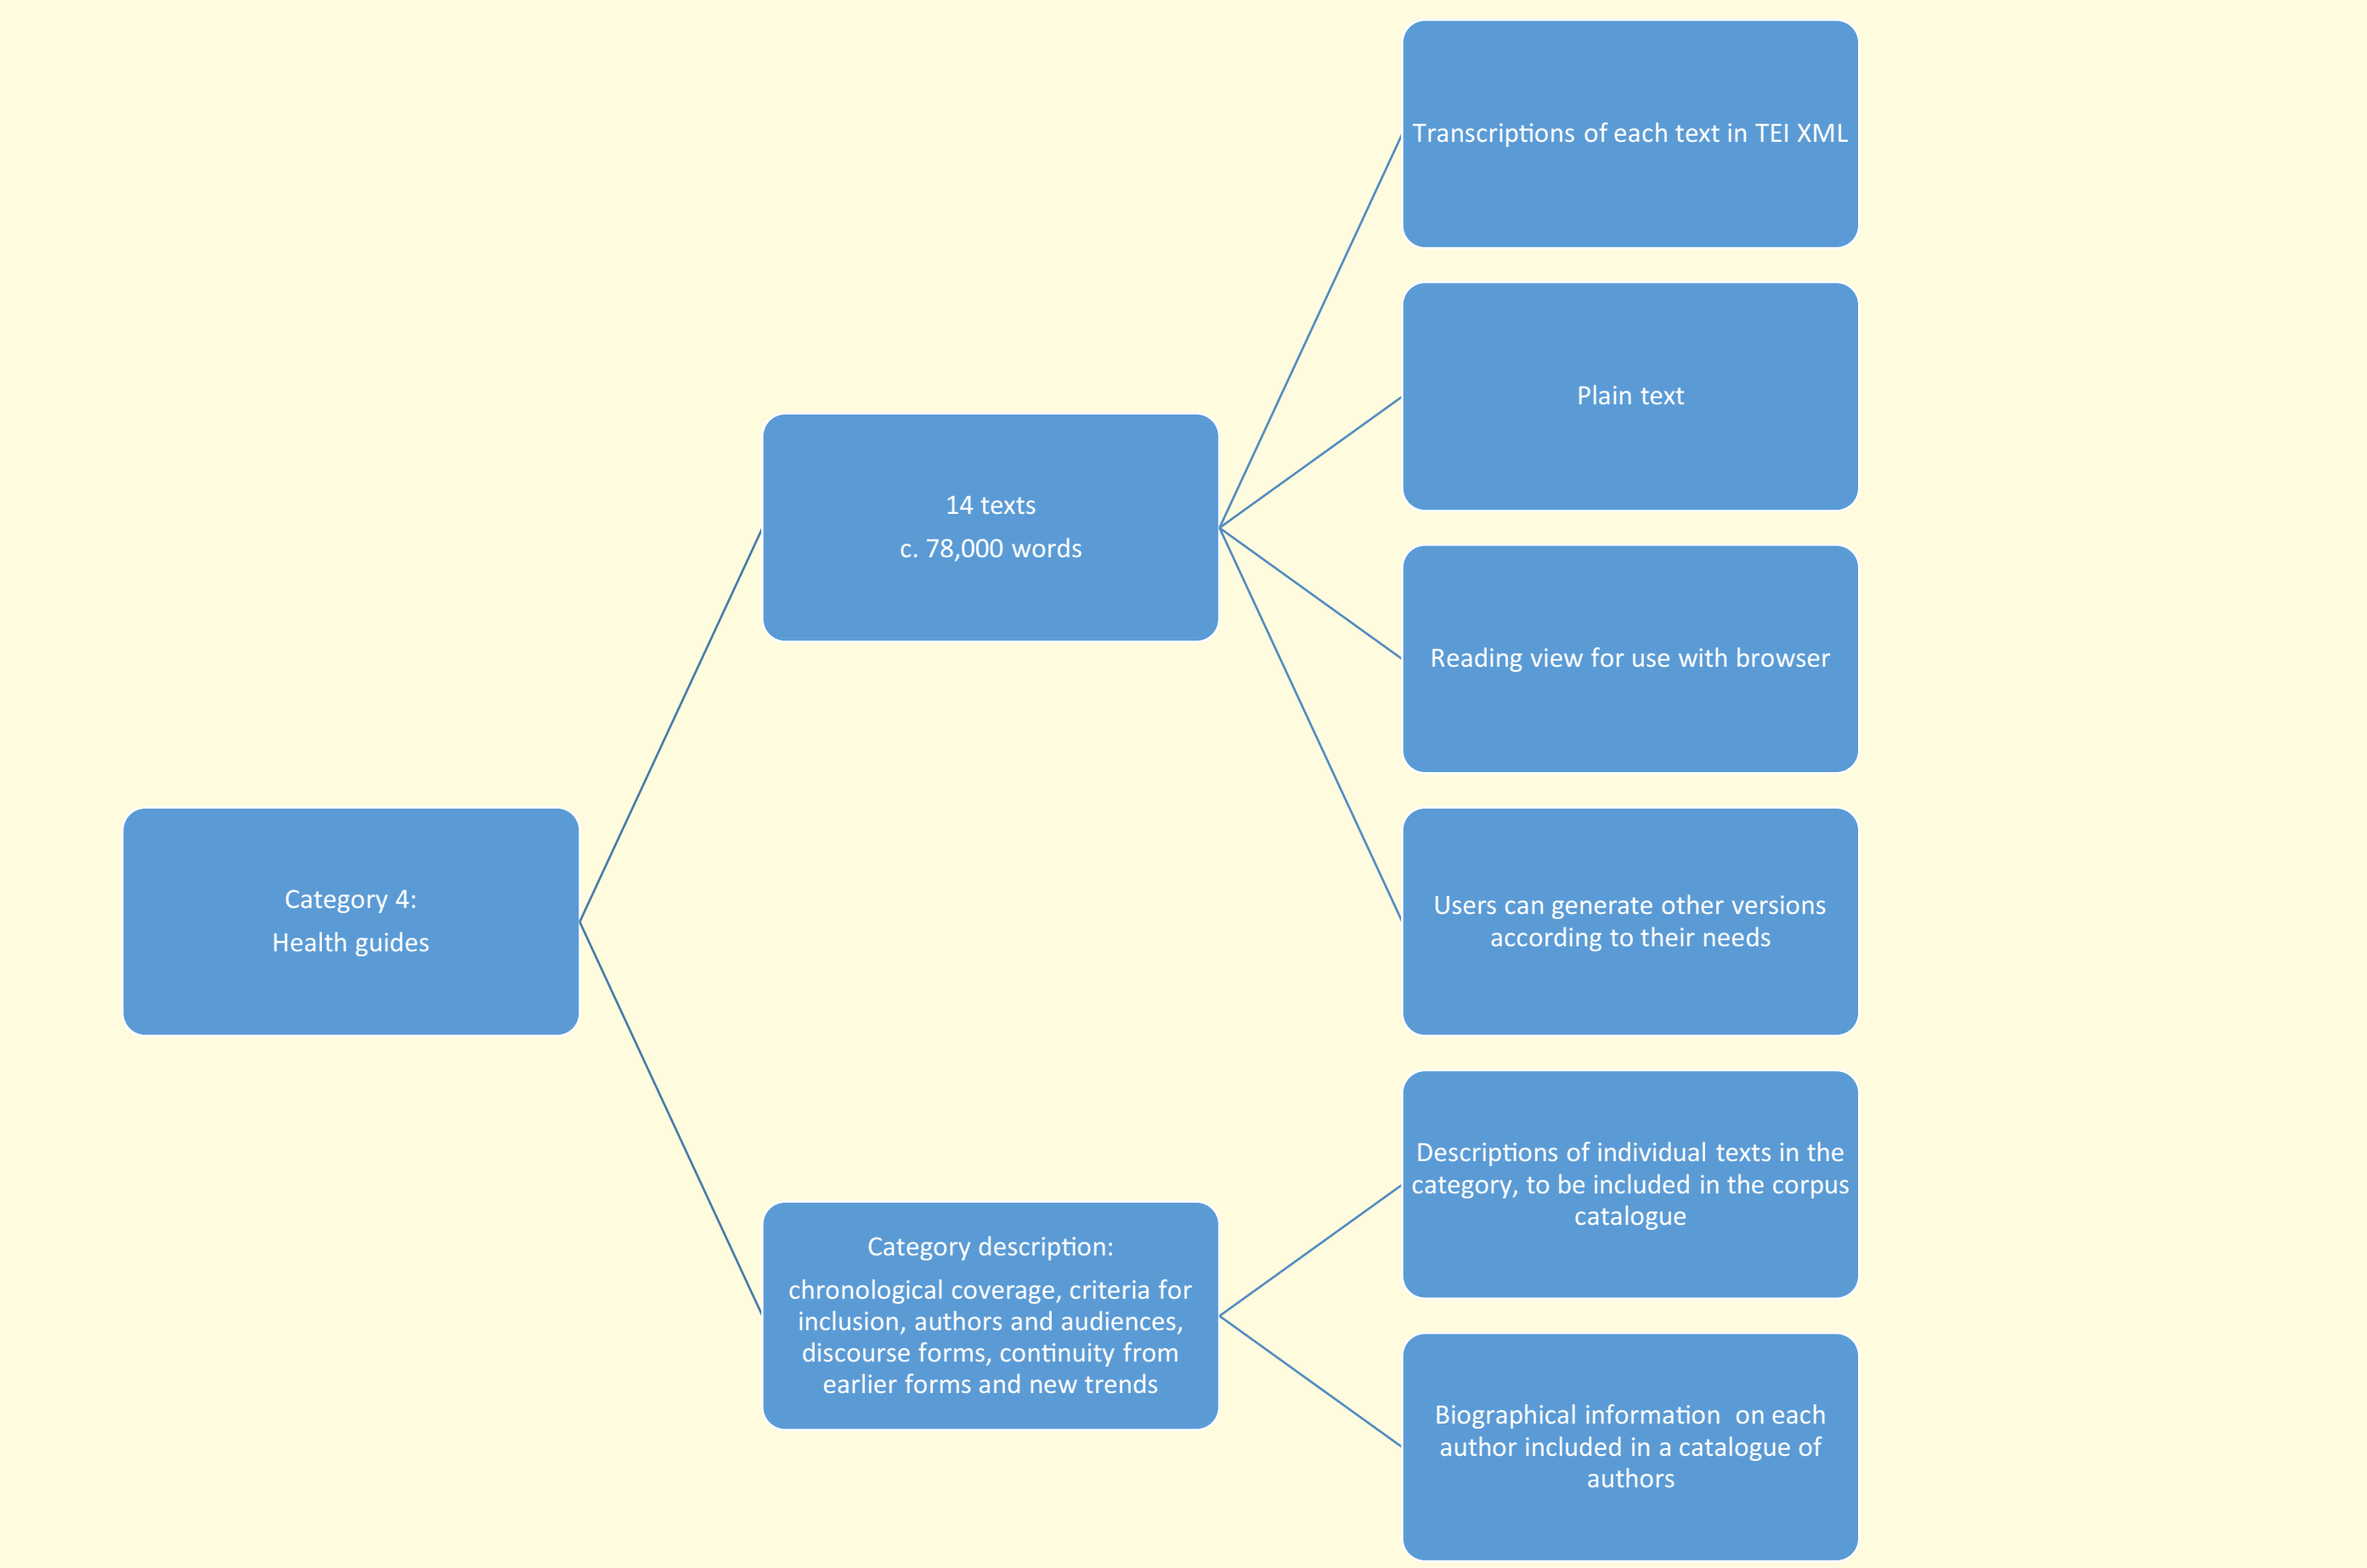 Category 4:
Health guides
14 texts
c. 78,000 words
Transcriptions of each text in TEI XML
Plain text
Reading view for use with browser
Users can generate other versions
according to their needs
Category description:
chronological coverage, criteria for
inclusion, authors and audiences,
discourse forms, continuity from
earlier forms and new trends
Descriptions of individual texts in the
category, to be included in the corpus
catalogue
Biographical information  on each
author included in a catalogue of
authors